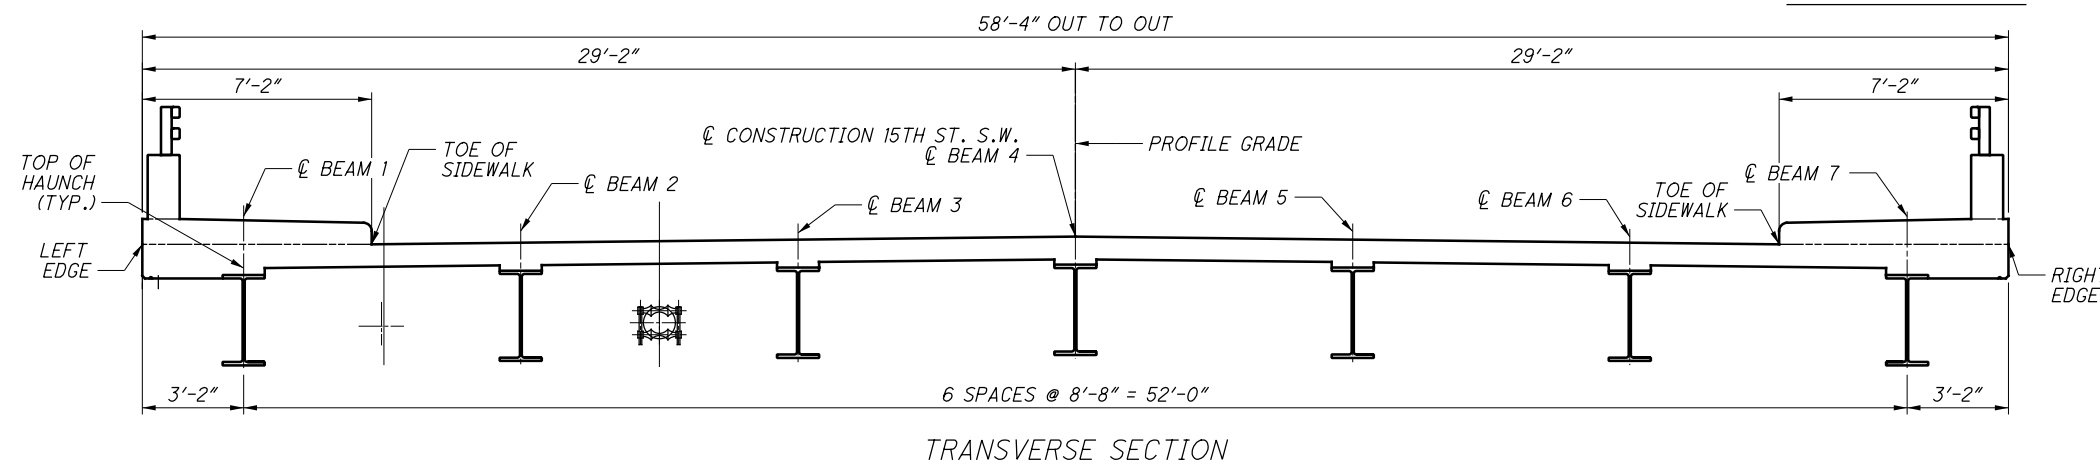 58'-4" OUT TO OUT
29'-2"
29'-2"
7'-2"
7'-2"
℄ CONSTRUCTION 15TH ST. S.W.
℄ BEAM 4
PROFILE GRADE
TOP OF
HAUNCH
(TYP.)
℄ BEAM 1
TOE OF
SIDEWALK
℄ BEAM 2
℄ BEAM 3
℄ BEAM 5
℄ BEAM 6
TOE OF
SIDEWALK
℄ BEAM 7
LEFT
EDGE
RIGHT
EDGE
3'-2"
6 SPACES @ 8'-8" = 52'-0"
3'-2"
TRANSVERSE SECTION